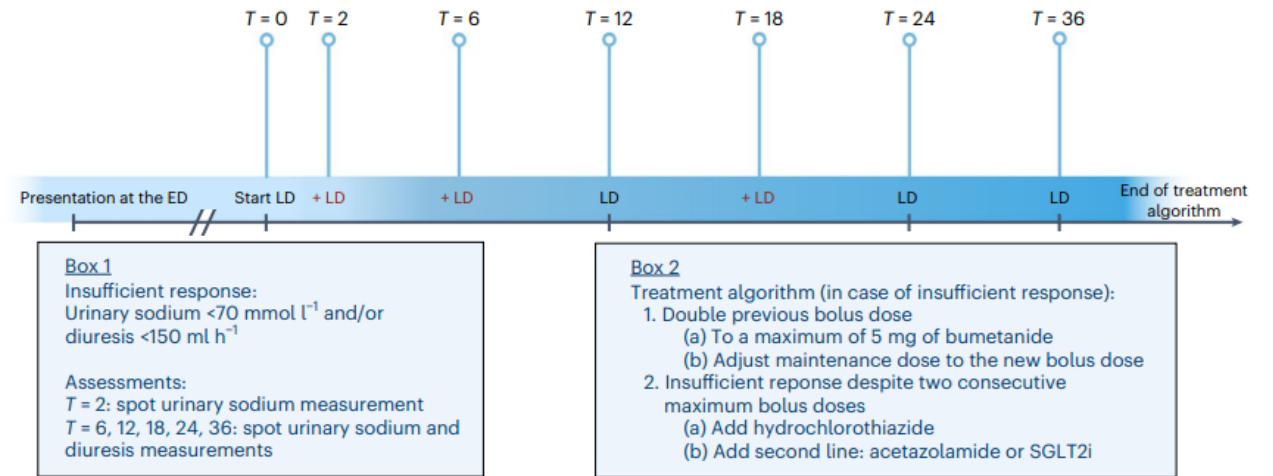 T = 0
T = 2
T = 6
T = 12
T = 18
T = 24
T = 36
Presentation at the ED
Start LD
+ LD
+ LD
LD
+ LD
LD
LD
End of treatment
algorithm
Box 1
Insufficient response:
Urinary sodium <70 mmol l⁻¹ and/or
diuresis <150 ml h⁻¹
Assessments:
T = 2: spot urinary sodium measurement
T = 6, 12, 18, 24, 36: spot urinary sodium and
diuresis measurements
Box 2
Treatment algorithm (in case of insufficient response):
1. Double previous bolus dose
(a) To a maximum of 5 mg of bumetanide
(b) Adjust maintenance dose to the new bolus dose
2. Insufficient reponse despite two consecutive
maximum bolus doses
(a) Add hydrochlorothiazide
(b) Add second line: acetazolamide or SGLT2i